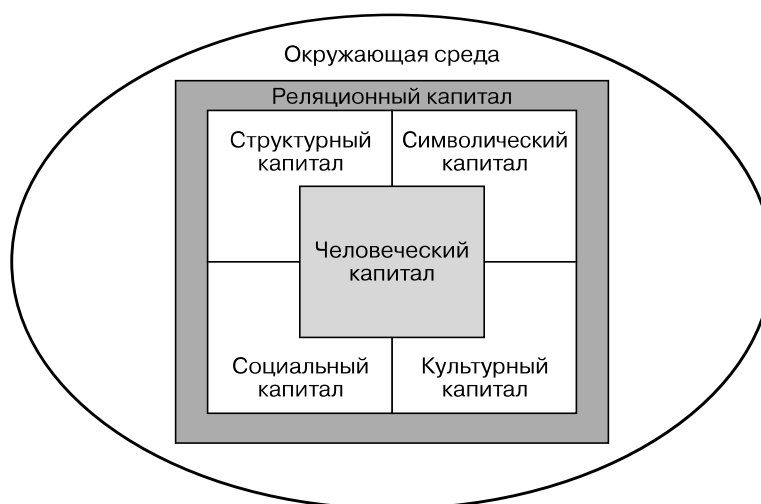 Окружающая среда
Реляционный капитал
Структурный
капитал
Символический
капитал
Человеческий
капитал
Социальный
капитал
Культурный
капитал